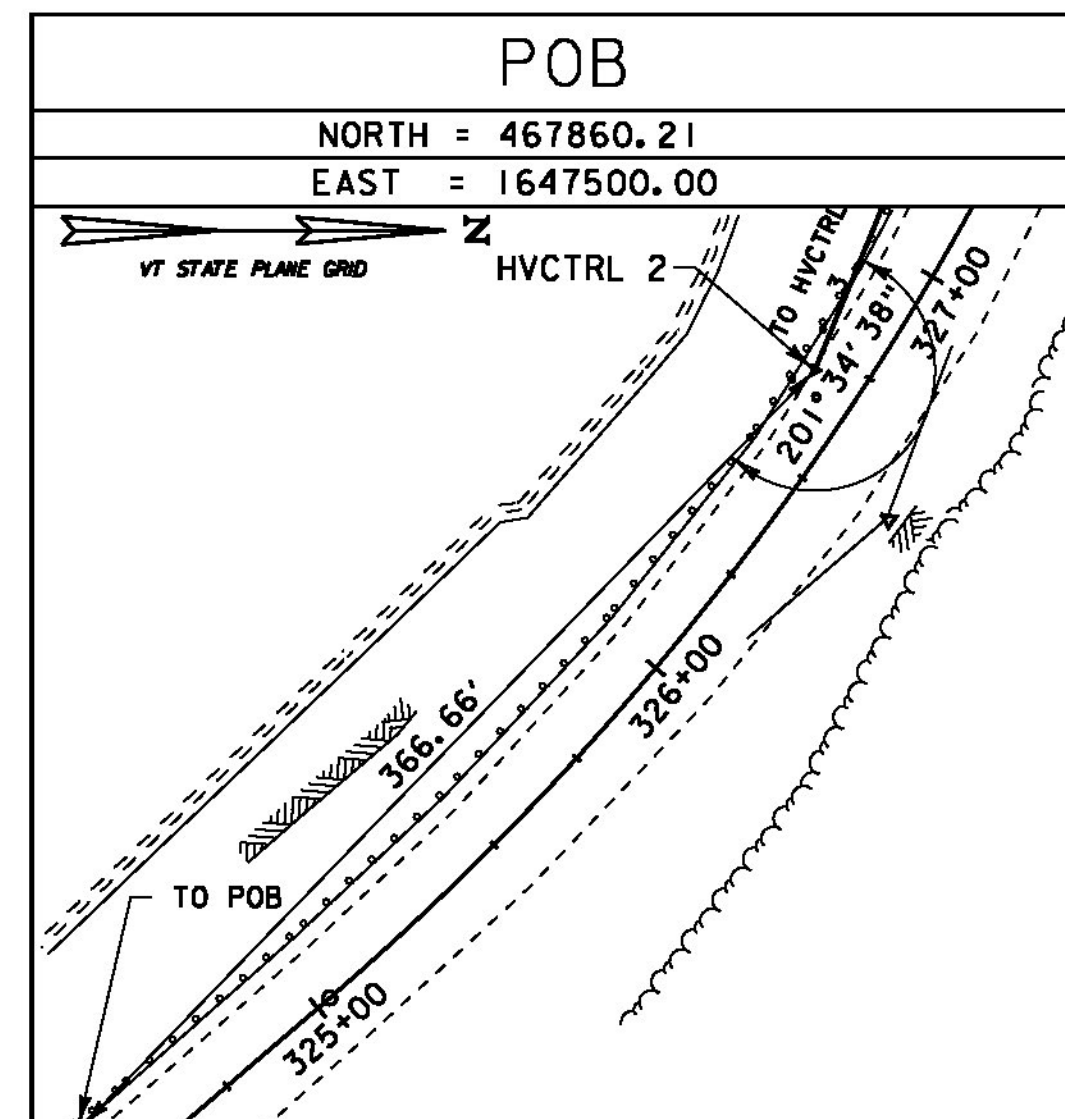 POB
NORTH = 467860.21
EAST = 1647500.00
N
VT STATE PLANE GRID
HVCTRL 2
TO HVCTRL 3
327+00
201°34'38"
326+00
366.66'
TO POB
325+00